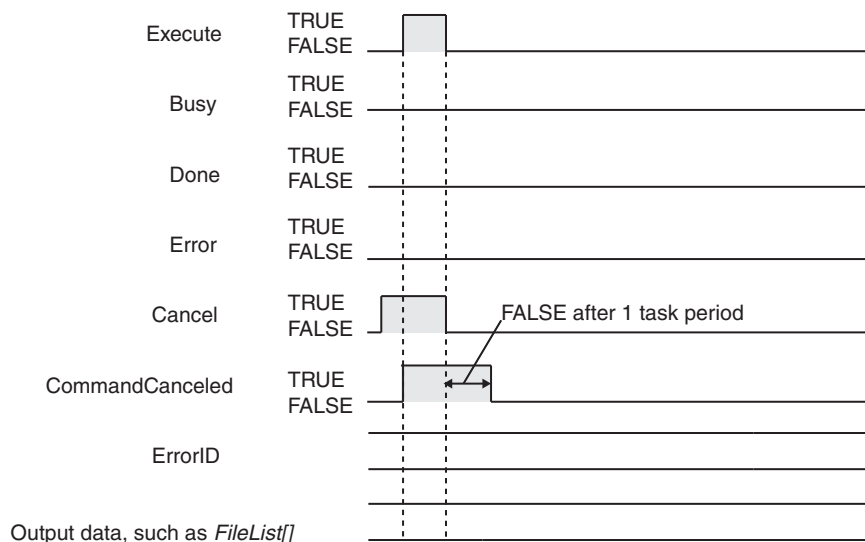 Execute
TRUE
FALSE
Busy
TRUE
FALSE
Done
TRUE
FALSE
Error
TRUE
FALSE
Cancel
TRUE
FALSE
FALSE after 1 task period
CommandCanceled
TRUE
FALSE
ErrorID
Output data, such as FileList[]